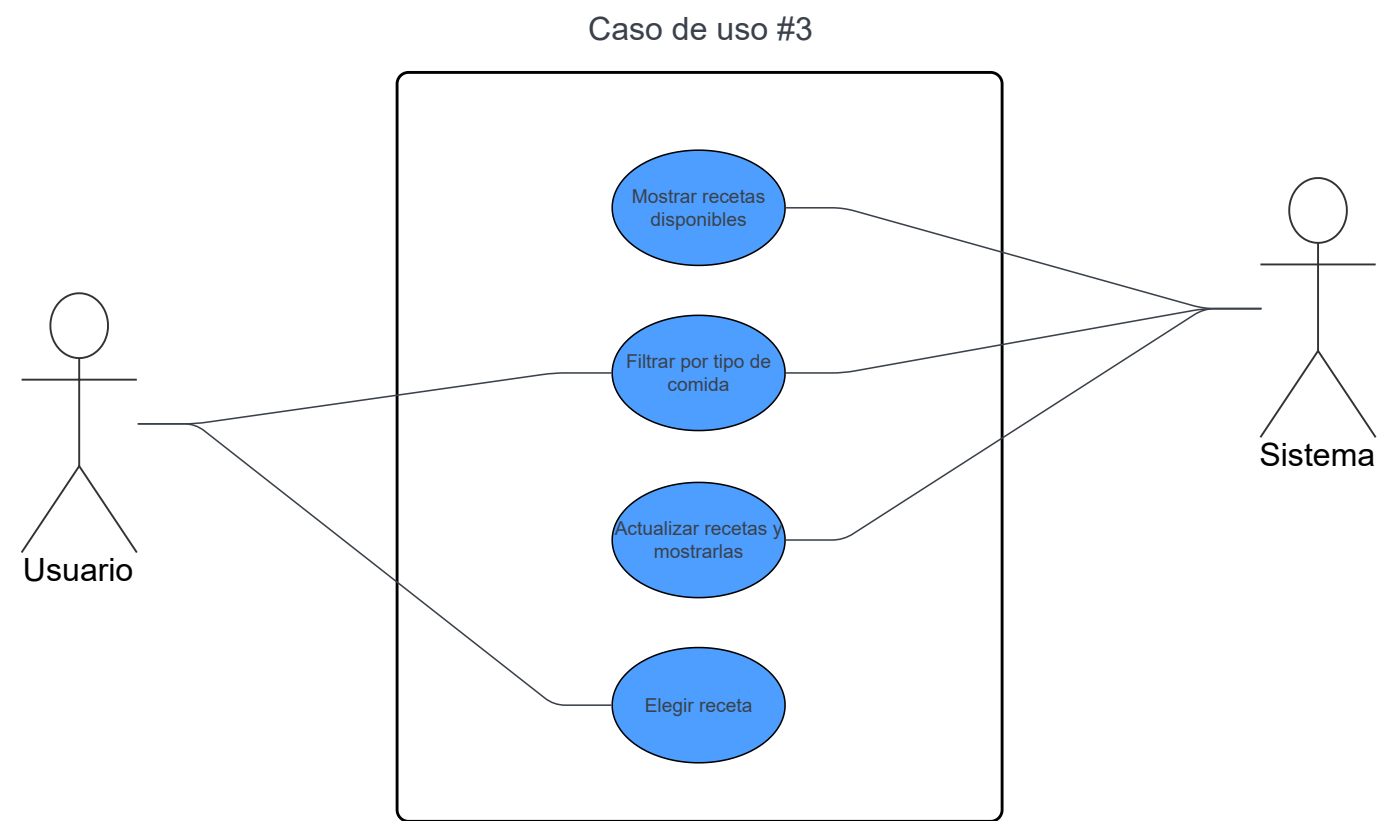 Caso de uso #3
Mostrar recetas
disponibles
Filtrar por tipo de
comida
Actualizar recetas y
mostrarlas
Elegir receta
Usuario
Sistema